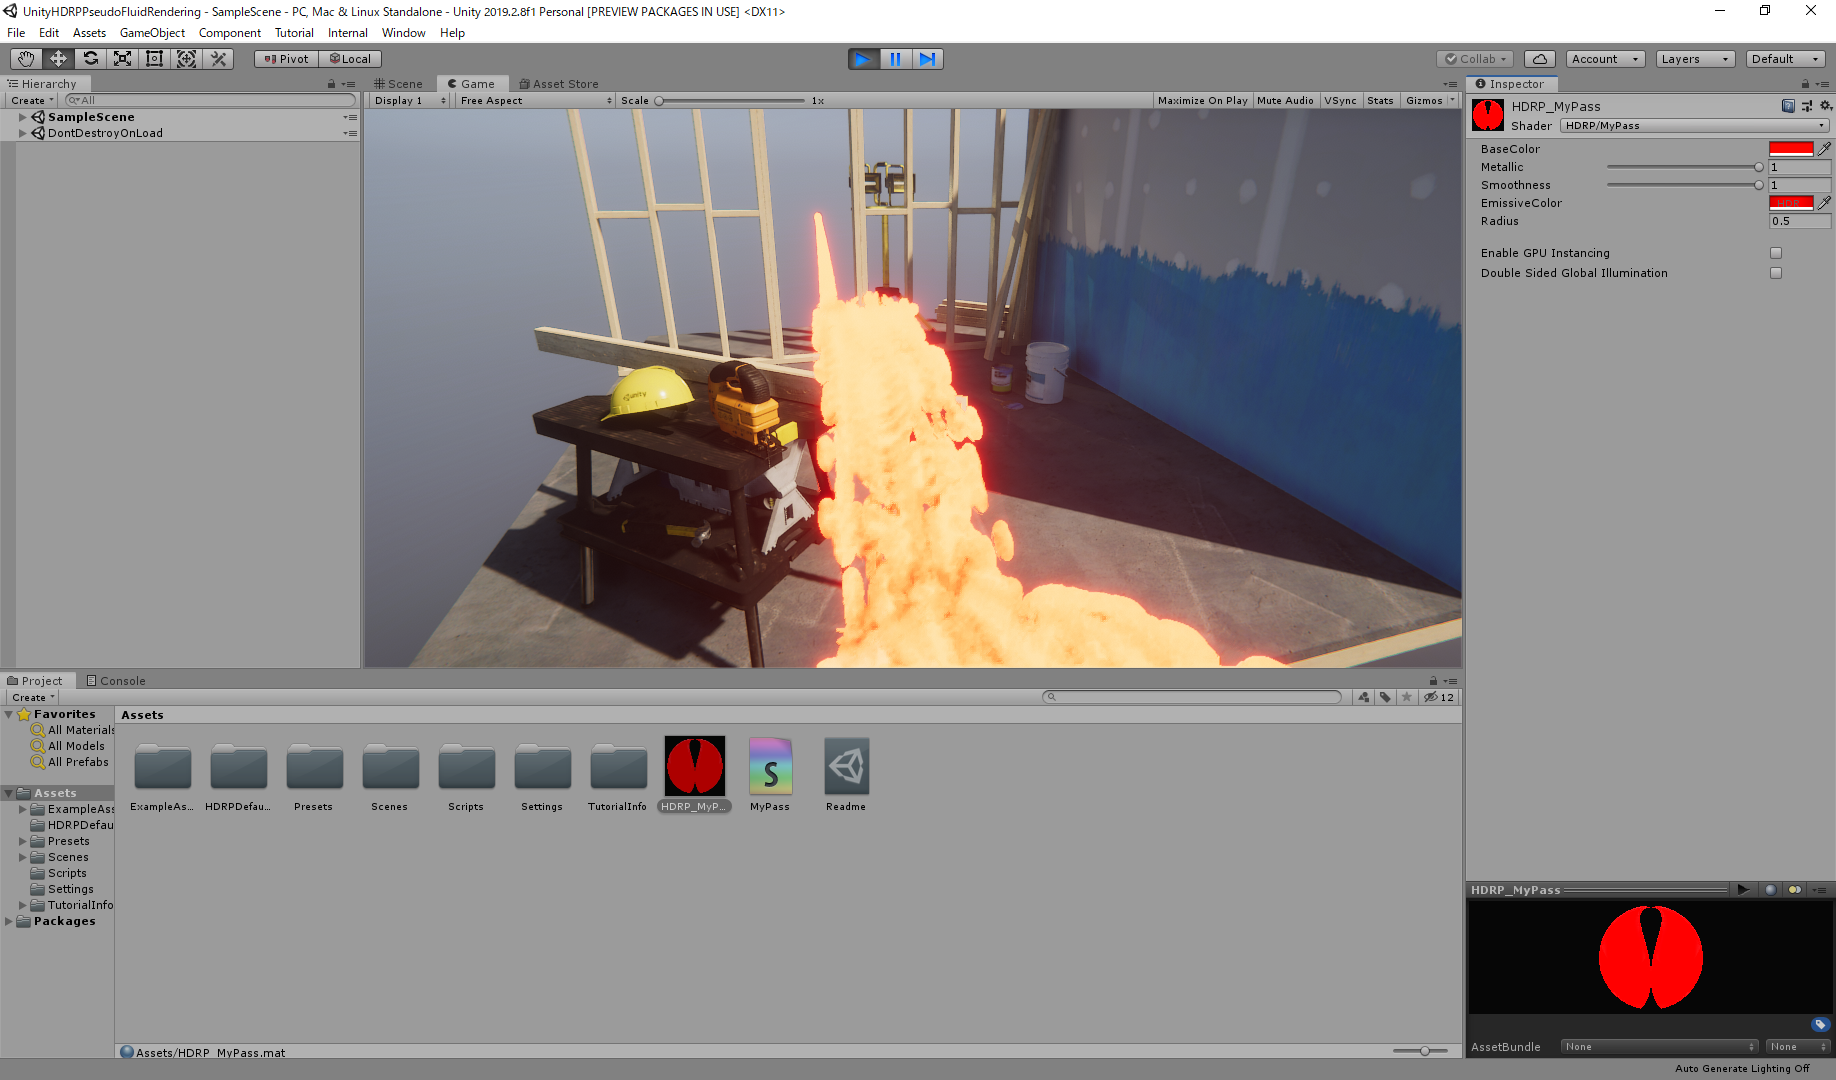 UnityHDRPPseudoFluidRendering - SampleScene - PC, Mac & Linux Standalone - Unity 2019.2.8f1 Personal [PREVIEW PACKAGES IN USE] <DX11>
File Edit Assets GameObject Component Tutorial Internal Window Help
Pivot Local Collab Account Layers Default
Hierarchy
Create All
SampleScene
DontDestroyOnLoad
Scene Game Asset Store
Display 1 Free Aspect Scale 1x Maximize On Play Mute Audio VSync Stats Gizmos
unity
Inspector
HDRP_MyPass
Shader HDRP/MyPass
BaseColor
Metallic 1
Smoothness 1
EmissiveColor HDR
Radius 0.5
Enable GPU Instancing
Double Sided Global Illumination
Project Console
Create 12
Favorites
All Materials
All Models
All Prefabs
Assets
ExampleAss
HDRPDefau
Presets
Scenes
Scripts
Settings
TutorialInfo
Packages
Assets
ExampleAs... HDRPDefau... Presets Scenes Scripts Settings TutorialInfo HDRP_MyP... MyPass Readme
S
Assets/HDRP_MyPass.mat
HDRP_MyPass
AssetBundle None None
Auto Generate Lighting Off